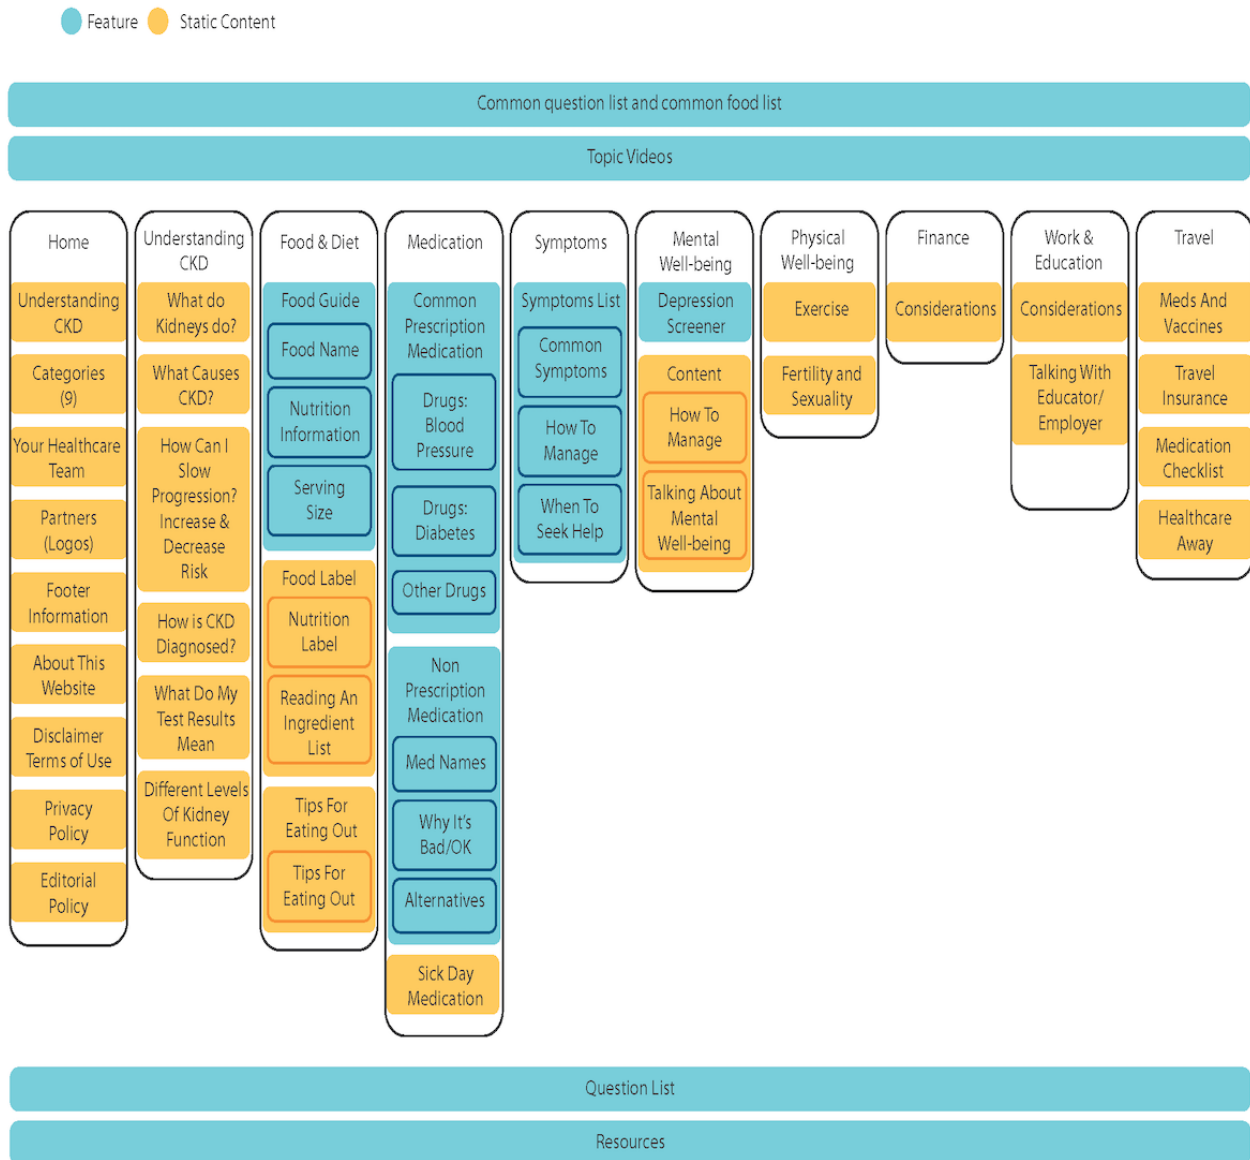 Feature
Static Content
Common question list and common food list
Topic Videos
Home
Understanding
CKD
Categories
(9)
Your Healthcare
Team
Partners
(Logos)
Footer
Information
About This
Website
Disclaimer
Terms of Use
Privacy
Policy
Editorial
Policy
Understanding
CKD
What do
Kidneys do?
What Causes
CKD?
How Can I
Slow
Progression?
Increase &
Decrease
Risk
How is CKD
Diagnosed?
What Do My
Test Results
Mean
Different Levels
Of Kidney
Function
Food & Diet
Food Guide
Food Name
Nutrition
Information
Serving
Size
Food Label
Nutrition
Label
Reading An
Ingredient
List
Tips For
Eating Out
Tips For
Eating Out
Medication
Common
Prescription
Medication
Drugs:
Blood
Pressure
Drugs:
Diabetes
Other Drugs
Non
Prescription
Medication
Med Names
Why It's
Bad/OK
Alternatives
Sick Day
Medication
Symptoms
Symptoms List
Common
Symptoms
How To
Manage
When To
Seek Help
Mental
Well-being
Depression
Screener
Content
How To
Manage
Talking About
Mental
Well-being
Physical
Well-being
Exercise
Fertility and
Sexuality
Finance
Considerations
Work &
Education
Considerations
Talking With
Educator/
Employer
Travel
Meds And
Vaccines
Travel
Insurance
Medication
Checklist
Healthcare
Away
Question List
Resources